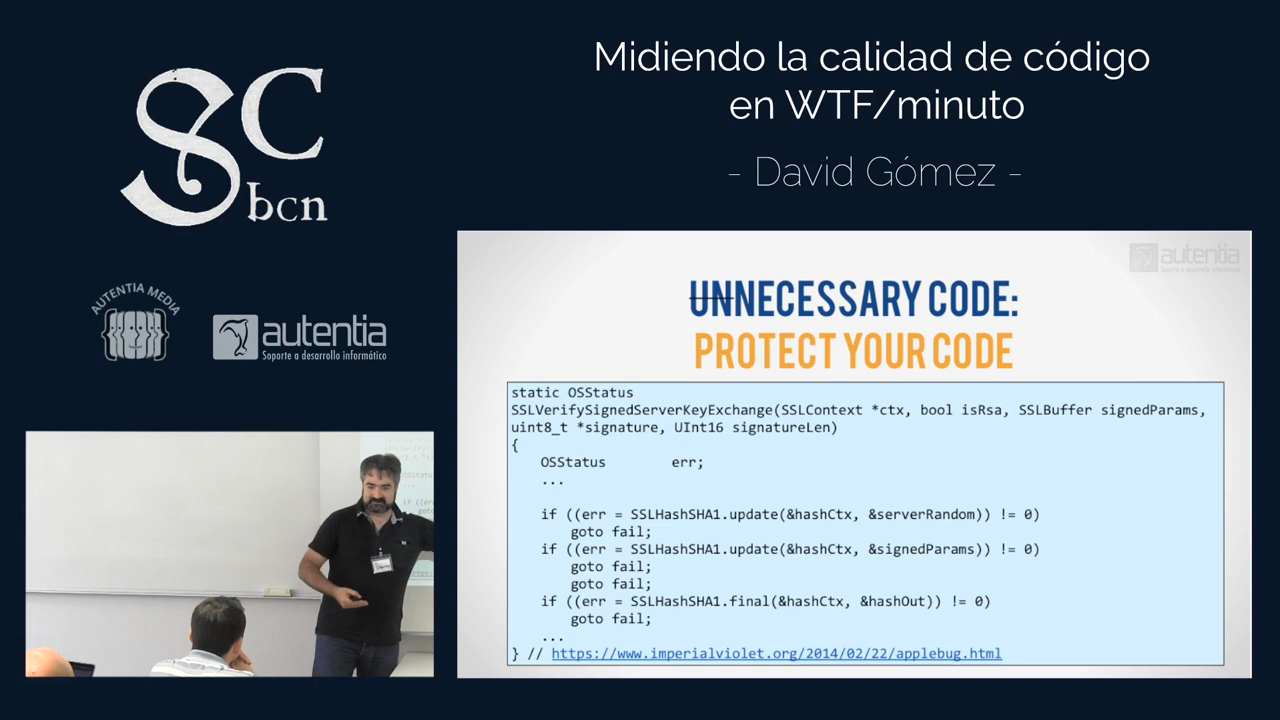 SC
bcn
Midiendo la calidad de código
en WTF/minuto
- David Gómez -
AUTENTIA MEDIA
autentia
Soporte a desarrollo informático
autentia
Soporte a desarrollo informático
UNNECESSARY CODE:
PROTECT YOUR CODE
static OSStatus
SSLVerifySignedServerKeyExchange(SSLContext *ctx, bool isRsa, SSLBuffer signedParams,
uint8_t *signature, UInt16 signatureLen)
{
OSStatus err;
...
if ((err = SSLHashSHA1.update(&hashCtx, &serverRandom)) != 0)
goto fail;
if ((err = SSLHashSHA1.update(&hashCtx, &signedParams)) != 0)
goto fail;
goto fail;
if ((err = SSLHashSHA1.final(&hashCtx, &hashOut)) != 0)
goto fail;
...
} // https://www.imperialviolet.org/2014/02/22/applebug.html